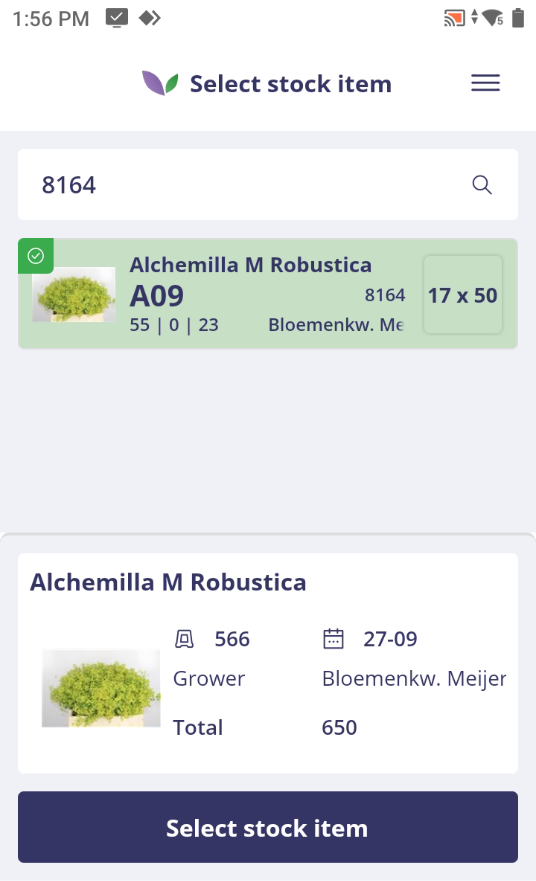 1:56 PM
5
Select stock item
8164
Alchemilla M Robustica
A09
8164
17 x 50
55 | 0 | 23
Bloemenkw. Me
Alchemilla M Robustica
566
27-09
Grower
Bloemenkw. Meijer
Total
650
Select stock item